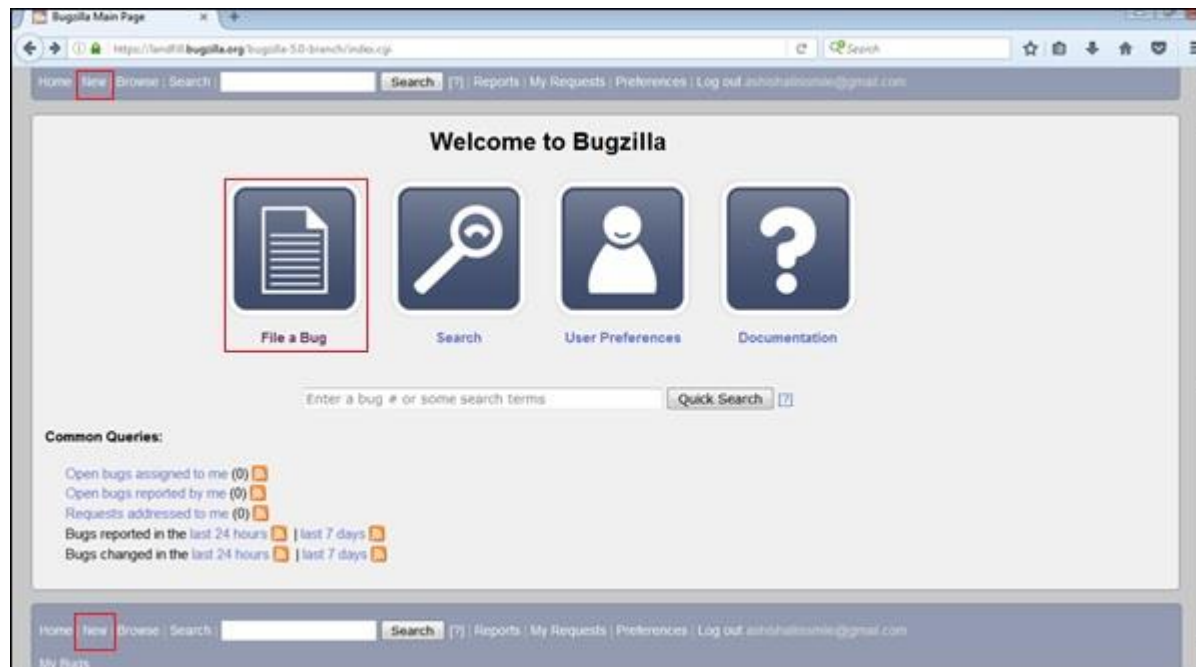 Bugzilla Main Page
https://landfill.bugzilla.org/bugzilla-5.0-branch/index.cgi
Search
Home | New | Browse | Search | Search [?] | Reports | My Requests | Preferences | Log out
Welcome to Bugzilla
File a Bug Search User Preferences Documentation
Enter a bug # or some search terms Quick Search [?]
Common Queries:
Open bugs assigned to me (0)
Open bugs reported by me (0)
Requests addressed to me (0)
Bugs reported in the last 24 hours | last 7 days
Bugs changed in the last 24 hours | last 7 days
Home | New | Browse | Search | Search [?] | Reports | My Requests | Preferences | Log out
My Bugs